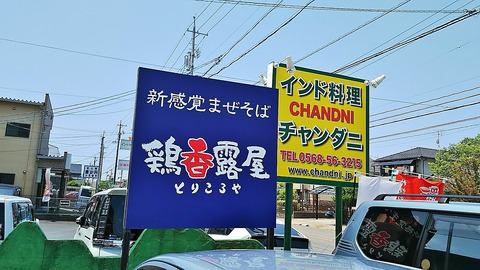 新感覚まぜそば
鶏香露屋
とりころや
インド料理
CHANDNI
チャンダニ
TEL 0568-56-3215
www.chandni.jp